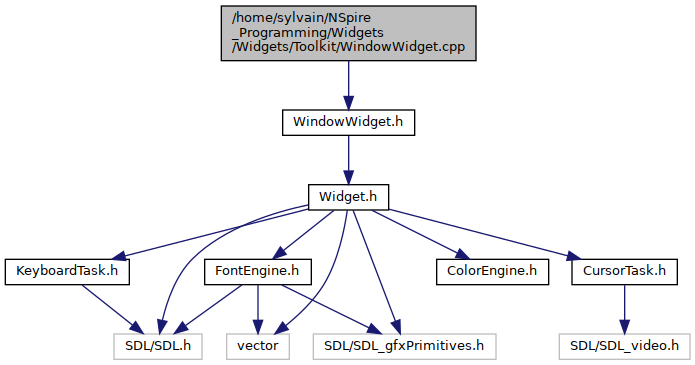 /home/sylvain/NSpire
_Programming/Widgets
/Widgets/Toolkit/WindowWidget.cpp
WindowWidget.h
Widget.h
KeyboardTask.h
FontEngine.h
ColorEngine.h
CursorTask.h
SDL/SDL.h
vector
SDL/SDL_gfxPrimitives.h
SDL/SDL_video.h